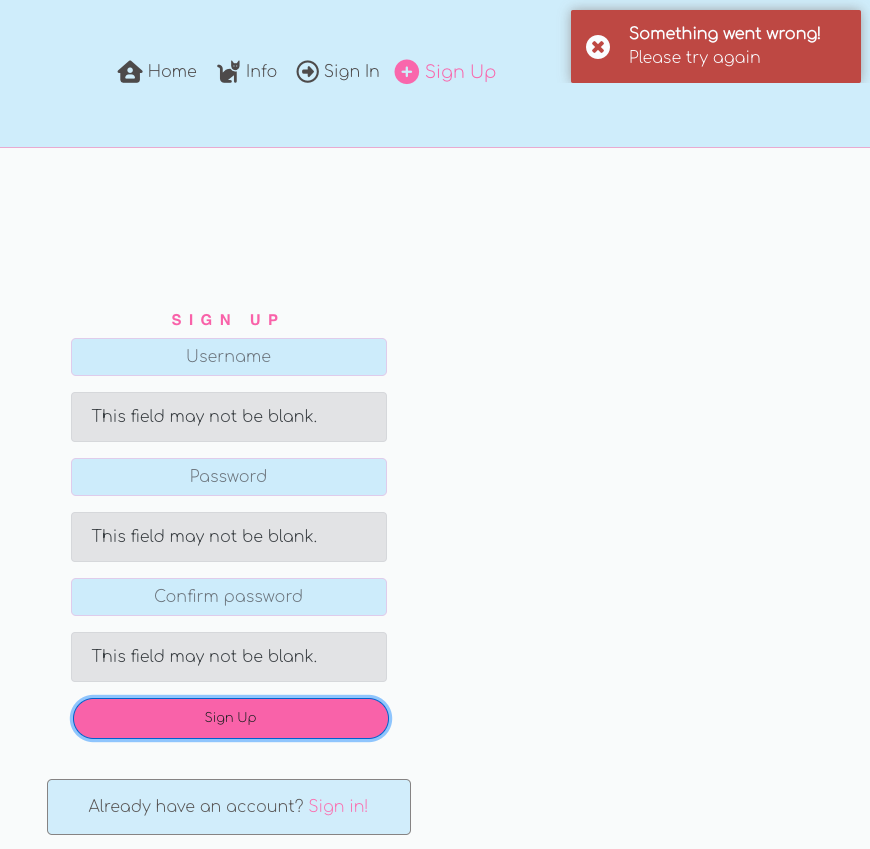 Something went wrong!
Please try again
Home Info Sign In Sign Up
SIGN UP
Username
This field may not be blank.
Password
This field may not be blank.
Confirm password
This field may not be blank.
Sign Up
Already have an account? Sign in!